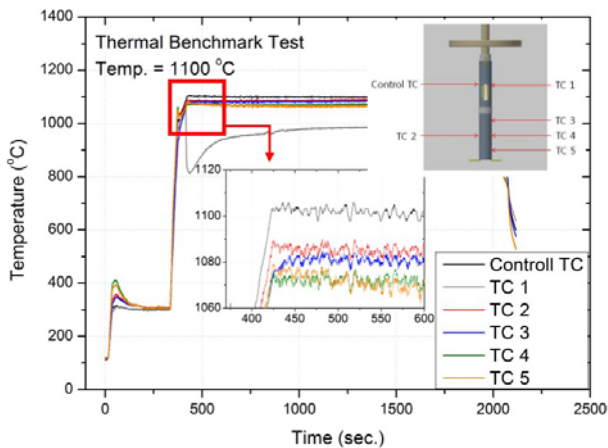 Thermal Benchmark Test
Temp. = 1100 °C
Control TC
TC 1
TC 3
TC 2
TC 4
TC 5
Temperature (°C)
1400
1200
1000
800
600
400
300
200
0
1120
1100
1080
1060
400
450
500
550
600
Controll TC
TC 1
TC 2
TC 3
TC 4
TC 5
0
500
1000
1500
2000
2500
Time (sec.)